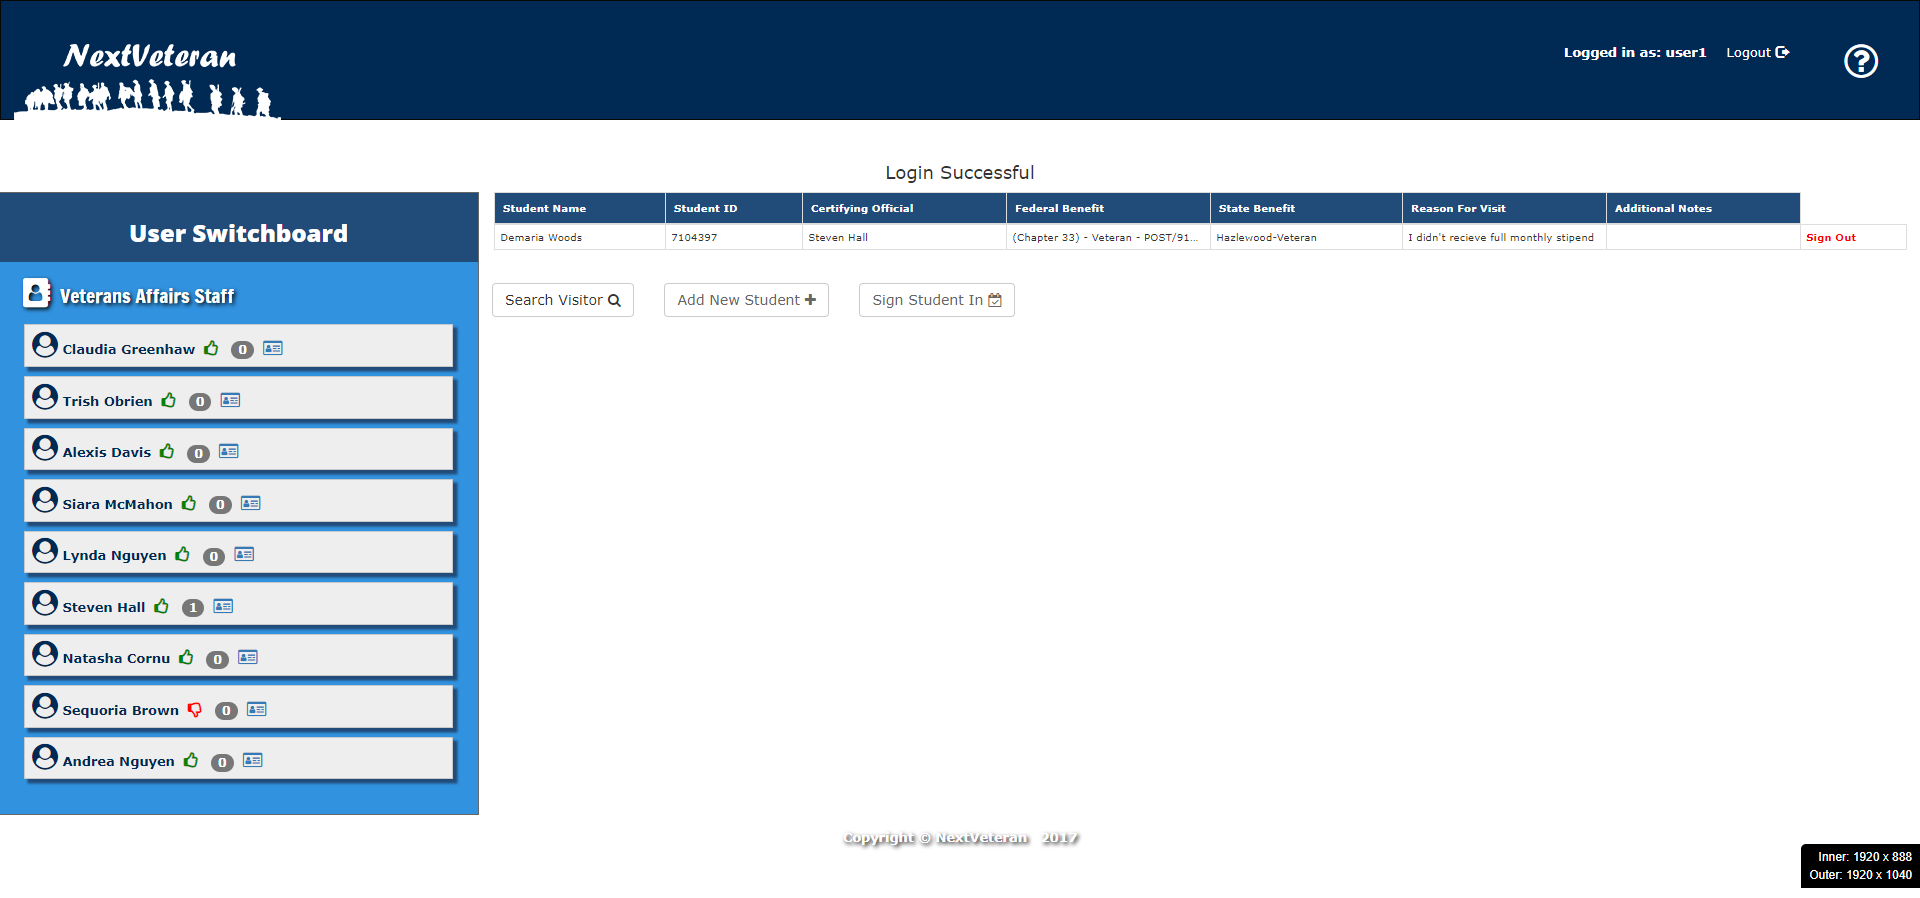 NextVeteran
Logged in as: user1 Logout
Login Successful
User Switchboard
Veterans Affairs Staff
Claudia Greenhaw 0
Trish Obrien 0
Alexis Davis 0
Siara McMahon 0
Lynda Nguyen 0
Steven Hall 1
Natasha Cornu 0
Sequoria Brown 0
Andrea Nguyen 0
Student Name Student ID Certifying Official Federal Benefit State Benefit Reason For Visit Additional Notes
Demaria Woods 7104397 Steven Hall (Chapter 33) - Veteran - POST/91... Hazlewood-Veteran I didn't recieve full monthly stipend Sign Out
Search Visitor Add New Student Sign Student In
Copyright © NextVeteran 2017
Inner: 1920 x 888
Outer: 1920 x 1040